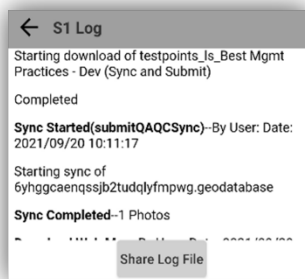 S1 Log
Starting download of testpoints_ls_Best Mgmt
Practices - Dev (Sync and Submit)
Completed
Sync Started(submitQAQCSync)--By User: Date:
2021/09/20 10:11:17
Starting sync of
6yhggcaenqssjb2tudqlyfmpwg.geodatabase
Sync Completed--1 Photos
Share Log File